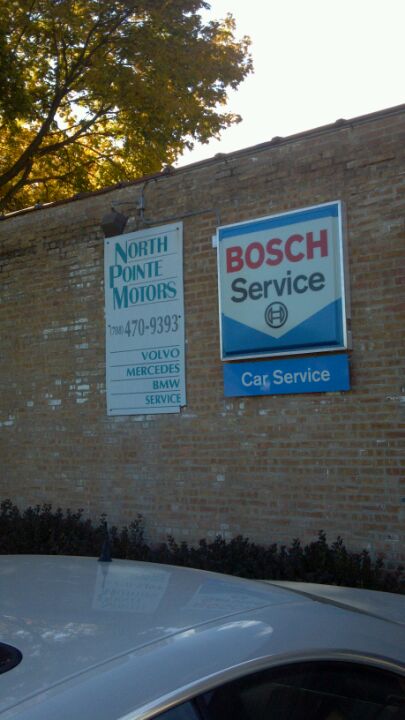 NORTH
POINTE
MOTORS
(708) 470-9393
VOLVO
MERCEDES
BMW
SERVICE
BOSCH
Service
Car Service